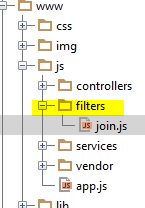 www
css
img
js
controllers
filters
join.js
services
vendor
app.js
lib